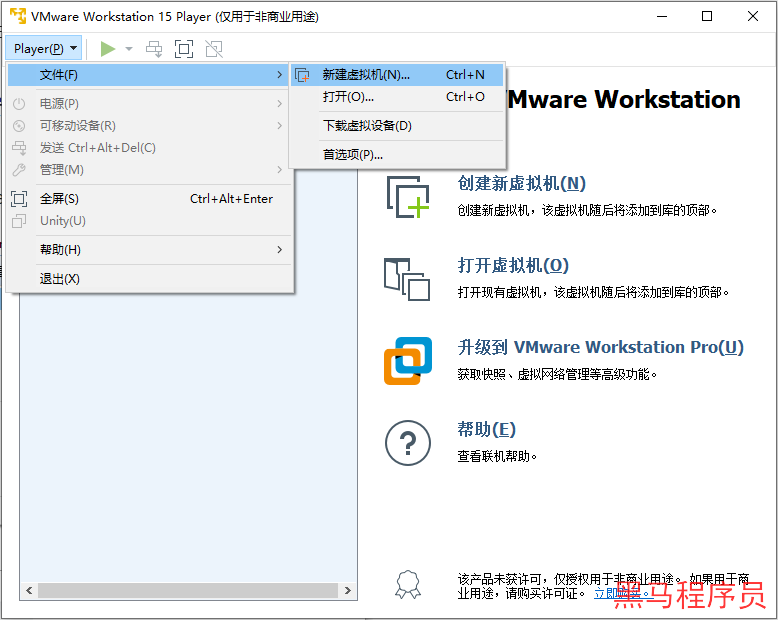 VMware Workstation 15 Player (仅用于非商业用途)
Player(P)
文件(F)
电源(P)
可移动设备(R)
发送 Ctrl+Alt+Del(C)
管理(M)
全屏(S) Ctrl+Alt+Enter
Unity(U)
帮助(H)
退出(X)
新建虚拟机(N)... Ctrl+N
打开(O)... Ctrl+O
下载虚拟设备(D)
首选项(P)...
VMware Workstation
创建新虚拟机(N)
创建新虚拟机，该虚拟机随后将添加到库的顶部。
打开虚拟机(O)
打开现有虚拟机，该虚拟机随后将添加到库的顶部。
升级到 VMware Workstation Pro(U)
获取快照、虚拟网络管理等高级功能。
帮助(E)
查看联机帮助。
该产品未获许可，仅授权用于非商业用途。如果用于商
业用途，请购买许可证。立即购买。
黑马程序员